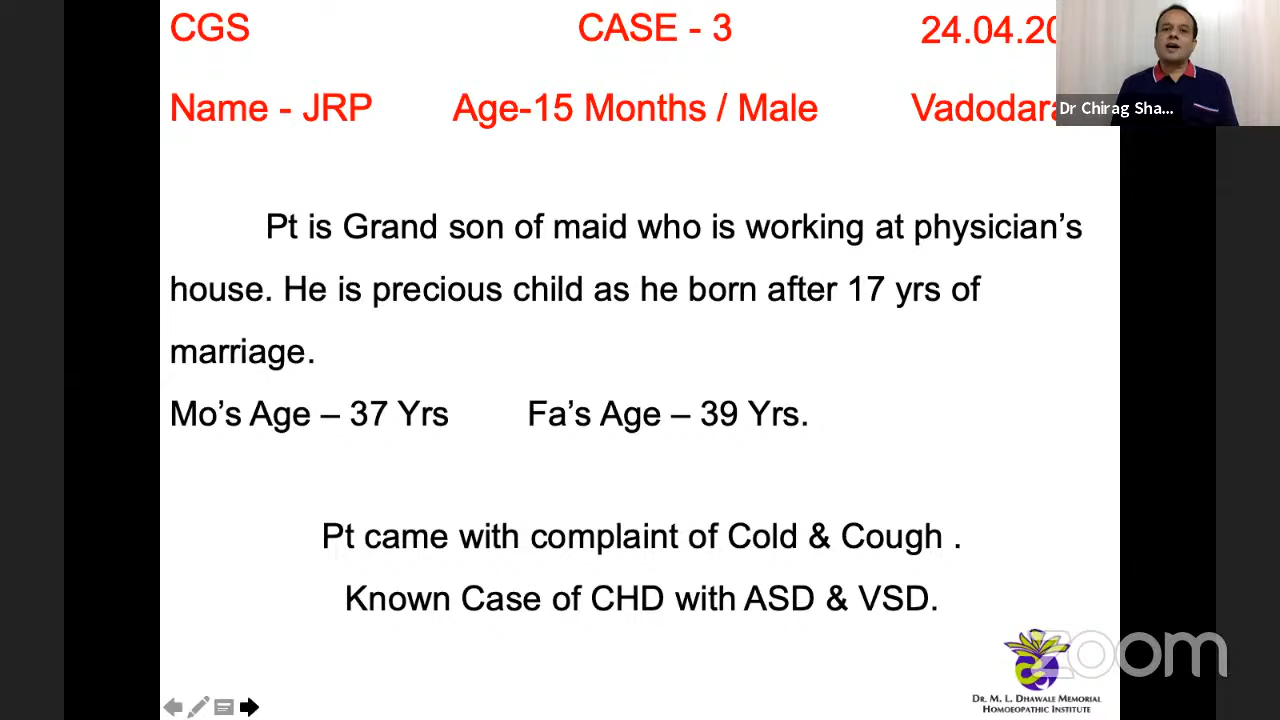 CGS CASE - 3 24.04.20
Name - JRP Age-15 Months / Male Vadodara
Dr Chirag Sha...
Pt is Grand son of maid who is working at physician’s
house. He is precious child as he born after 17 yrs of
marriage.
Mo’s Age – 37 Yrs Fa’s Age – 39 Yrs.
Pt came with complaint of Cold & Cough .
Known Case of CHD with ASD & VSD.
zoom
Dr. M. L. Dhawale Memorial
Homoeopathic Institute